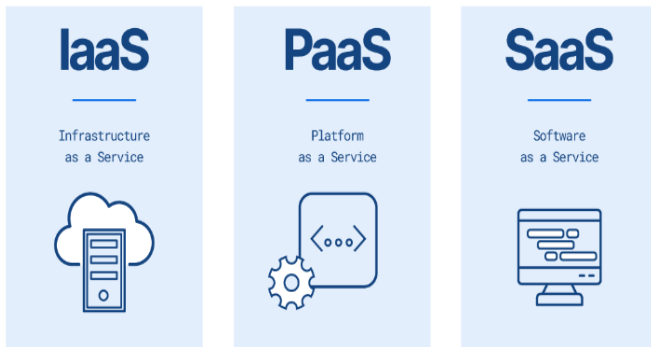 IaaS
Infrastructure
as a Service
PaaS
Platform
as a Service
SaaS
Software
as a Service